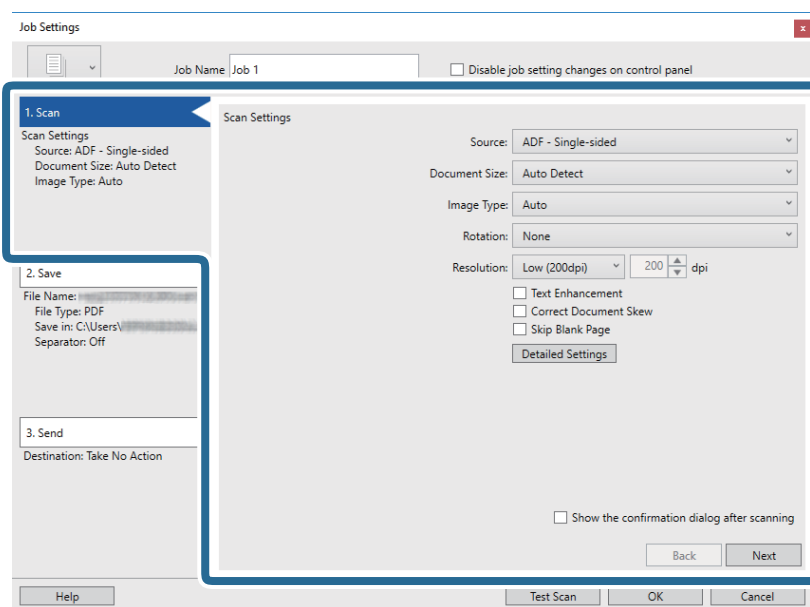 Job Settings
x
Job Name Job 1
Disable job setting changes on control panel
1. Scan
Scan Settings
Source: ADF - Single-sided
Document Size: Auto Detect
Image Type: Auto
2. Save
File Name:
File Type: PDF
Save in: C:\Users\
Separator: Off
3. Send
Destination: Take No Action
Scan Settings
Source: ADF - Single-sided
Document Size: Auto Detect
Image Type: Auto
Rotation: None
Resolution: Low (200dpi) 200 dpi
Text Enhancement
Correct Document Skew
Skip Blank Page
Detailed Settings
Show the confirmation dialog after scanning
Back Next
Help Test Scan OK Cancel